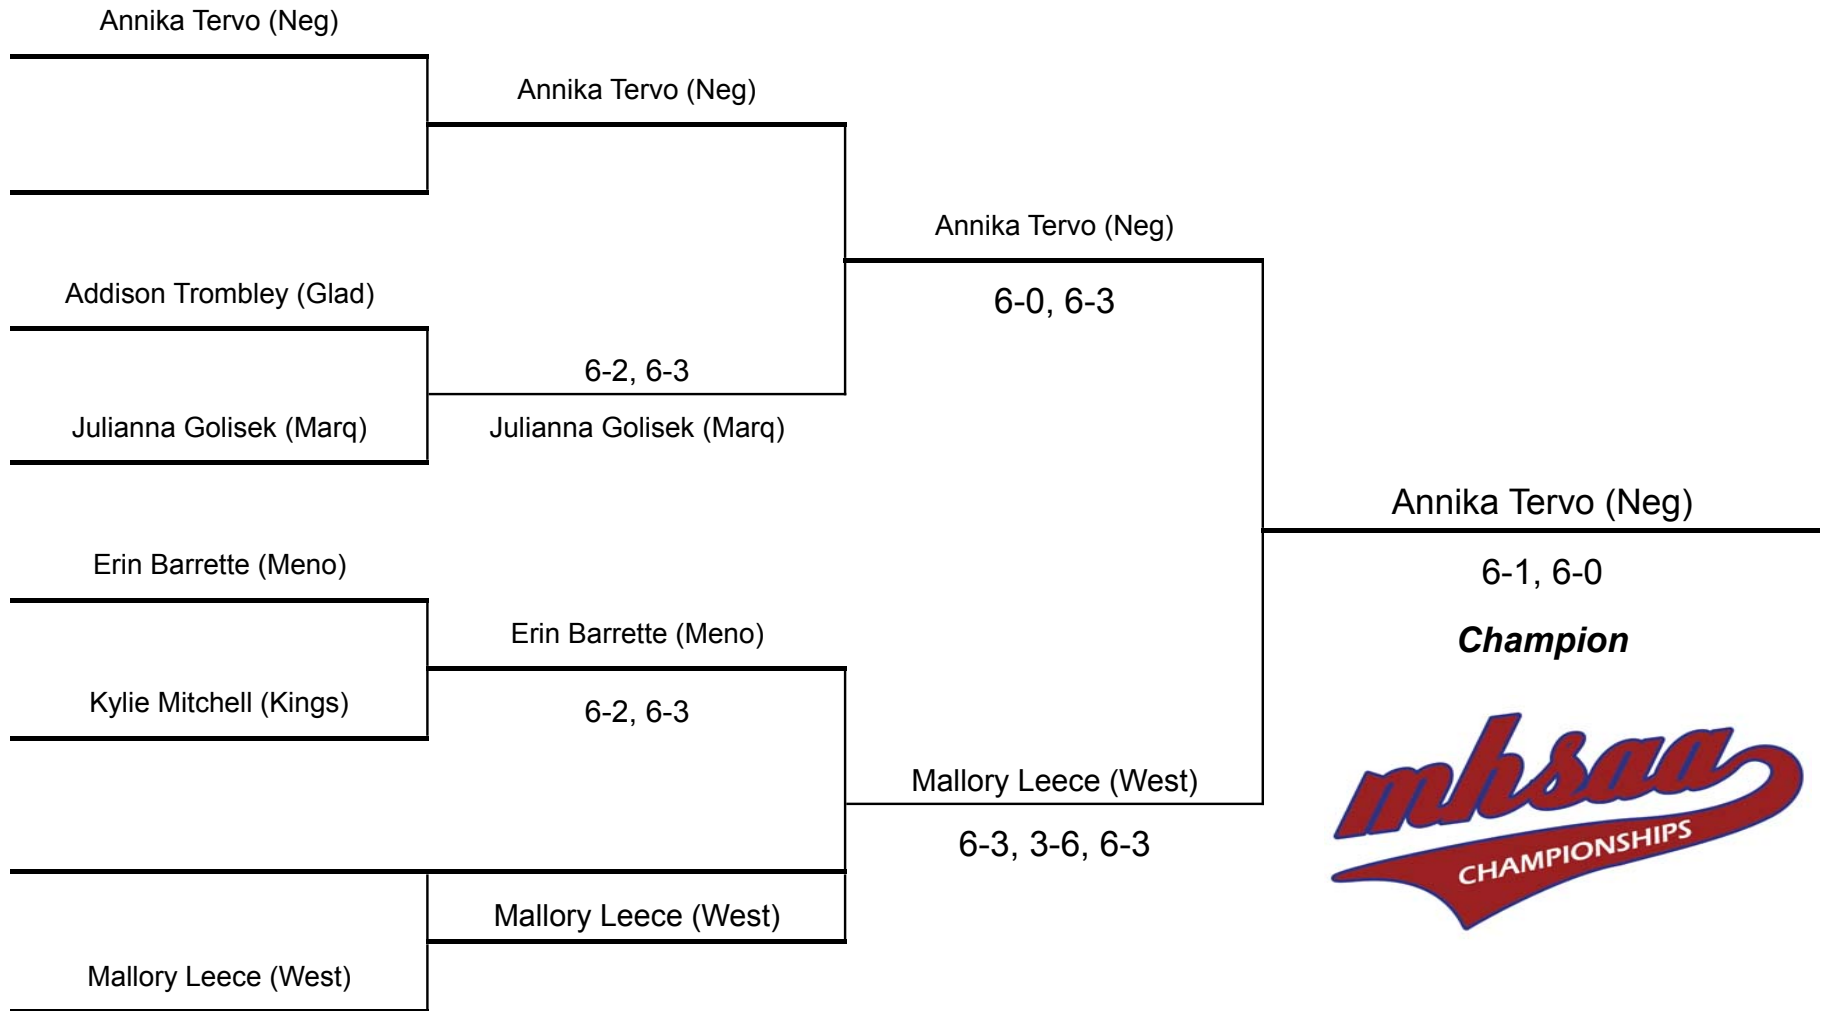 Annika Tervo (Neg)
Annika Tervo (Neg)
Annika Tervo (Neg)
Addison Trombley (Glad)
6-0, 6-3
6-2, 6-3
Julianna Golisek (Marq)
Julianna Golisek (Marq)
Annika Tervo (Neg)
Erin Barrette (Meno)
6-1, 6-0
Erin Barrette (Meno)
Champion
Kylie Mitchell (Kings)
6-2, 6-3
Mallory Leece (West)
mhsaa
6-3, 3-6, 6-3
CHAMPIONSHIPS
Mallory Leece (West)
Mallory Leece (West)